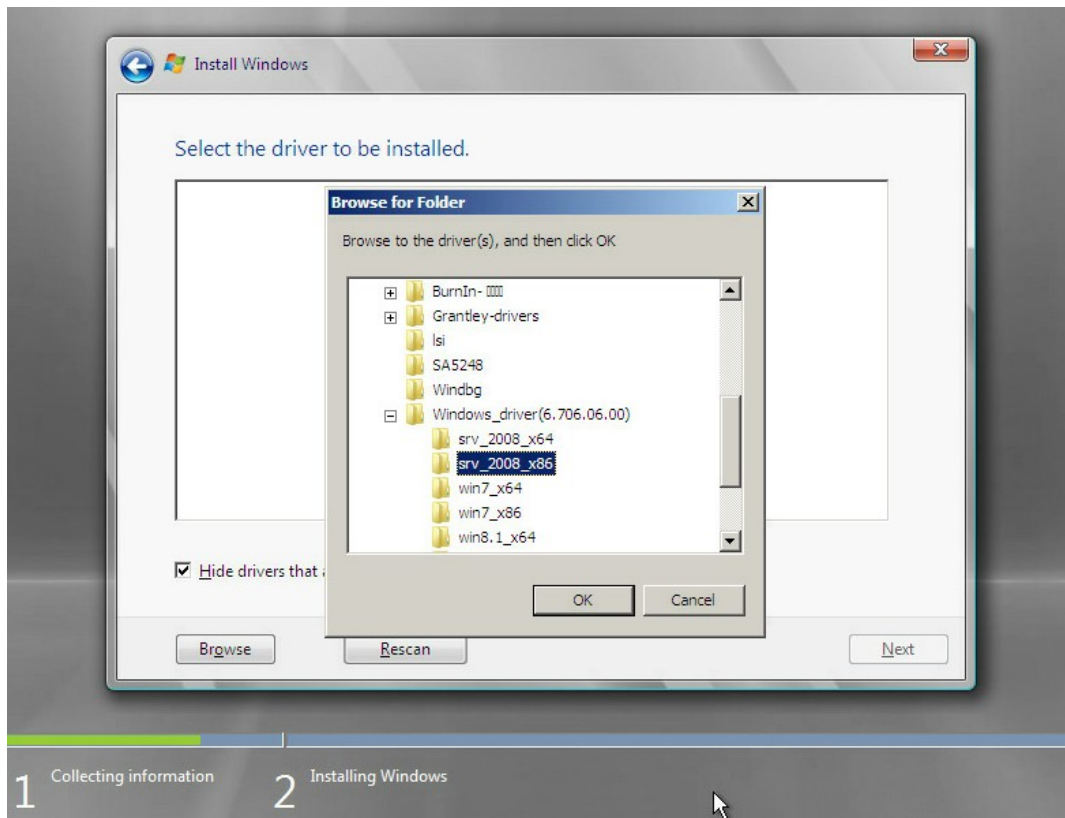 Install Windows
Select the driver to be installed.
Browse for Folder
Browse to the driver(s), and then click OK
BurnIn-
Grantley-drivers
lsi
SA5248
Windbg
Windows_driver(6.706.06.00)
srv_2008_x64
srv_2008_x86
win7_x64
win7_x86
win8.1_x64
Hide drivers that
OK Cancel
Browse Rescan Next
1 Collecting information 2 Installing Windows